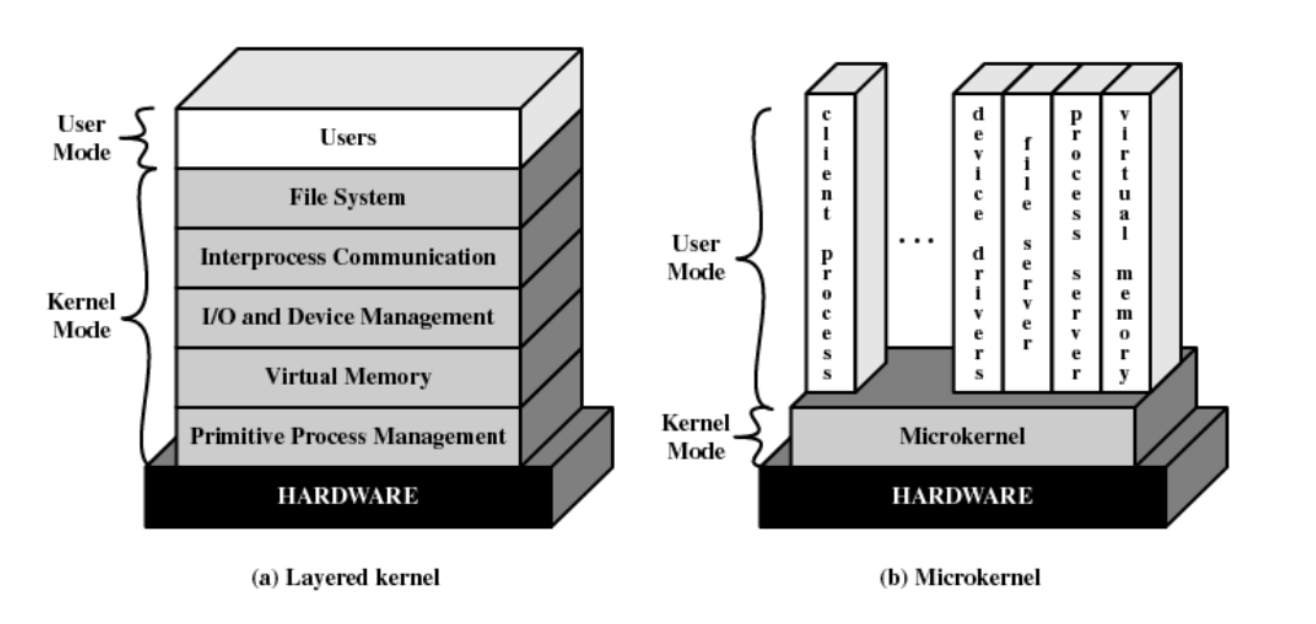 User
Mode
Users
File System
Interprocess Communication
Kernel
Mode
I/O and Device Management
Virtual Memory
Primitive Process Management
HARDWARE
(a) Layered kernel
User
Mode
client process
...
device drivers
file server
process server
virtual memory
Kernel
Mode
Microkernel
HARDWARE
(b) Microkernel